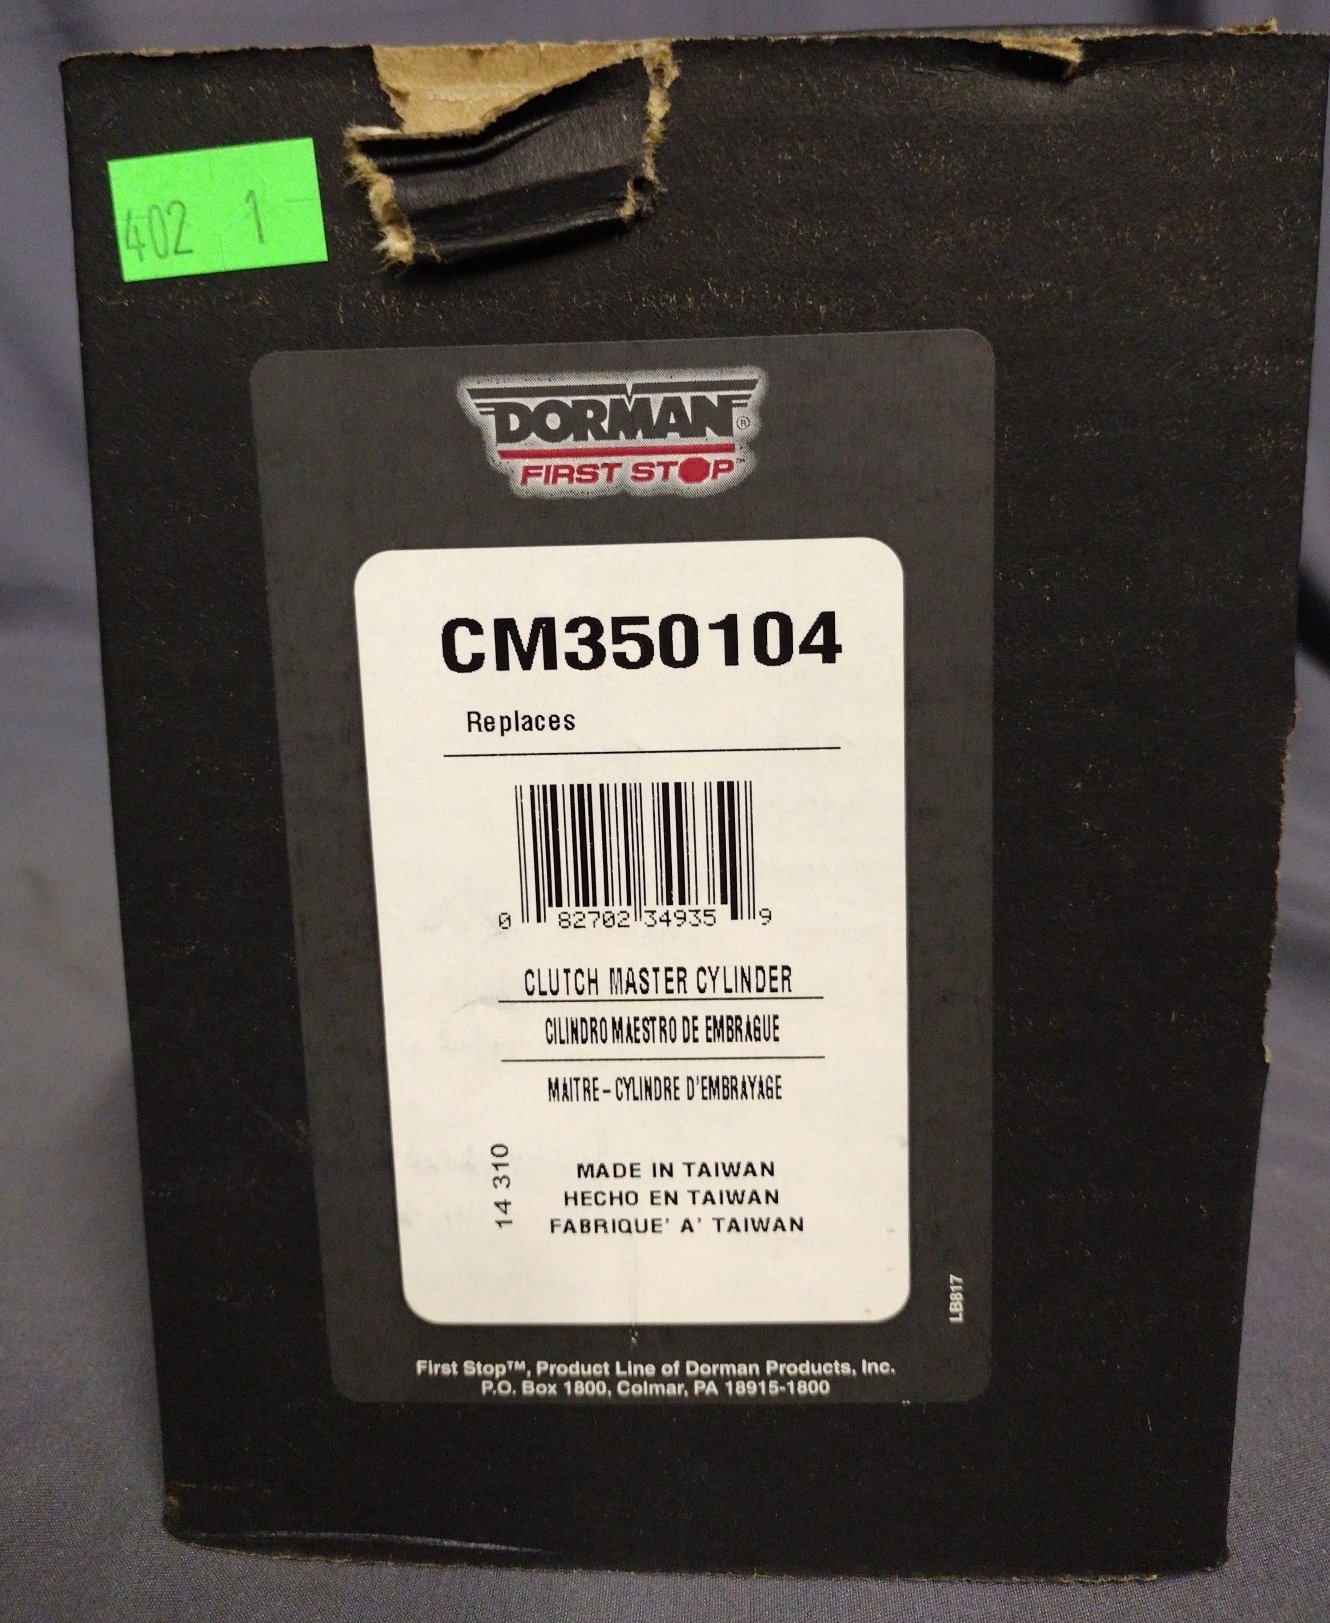 402 1
DORMAN®
FIRST STOP™
CM350104
Replaces
0 82702 34935 9
CLUTCH MASTER CYLINDER
CILINDRO MAESTRO DE EMBRAGUE
MAITRE-CYLINDRE D'EMBRAYAGE
14 310
MADE IN TAIWAN
HECHO EN TAIWAN
FABRIQUE' A' TAIWAN
LB817
First Stop™, Product Line of Dorman Products, Inc.
P.O. Box 1800, Colmar, PA 18915-1800